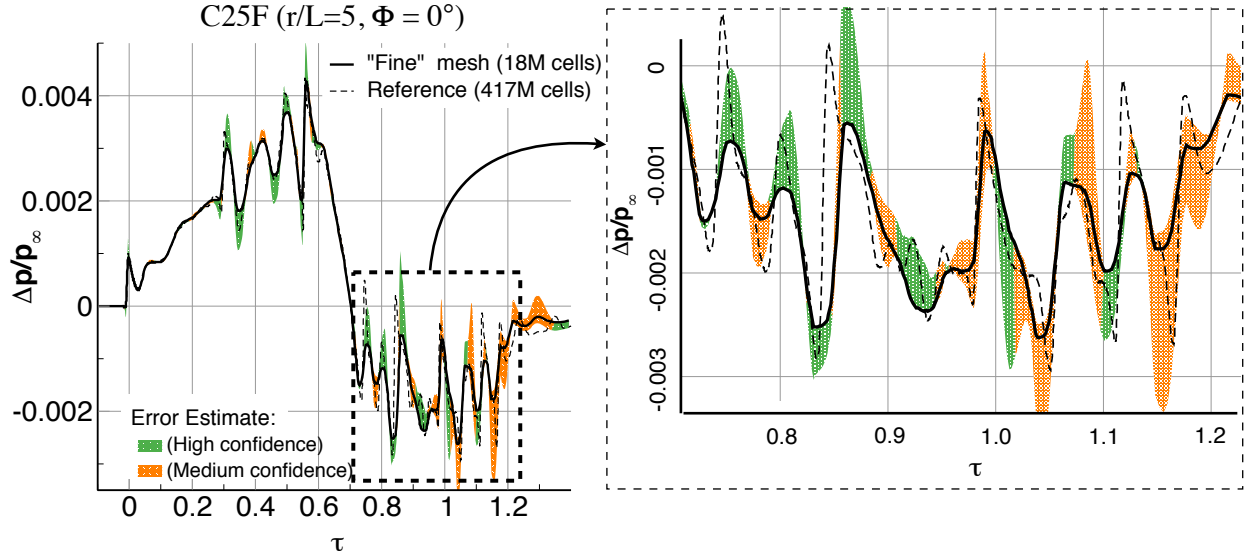 C25F (r/L=5, Φ = 0°)
"Fine" mesh (18M cells)
Reference (417M cells)
0.004
0.002
0
-0.002
Δp/p∞
Error Estimate:
(High confidence)
(Medium confidence)
0 0.2 0.4 0.6 0.8 1 1.2
τ
0
-0.001
-0.002
-0.003
Δp/p∞
0.8 0.9 1.0 1.1 1.2
τ